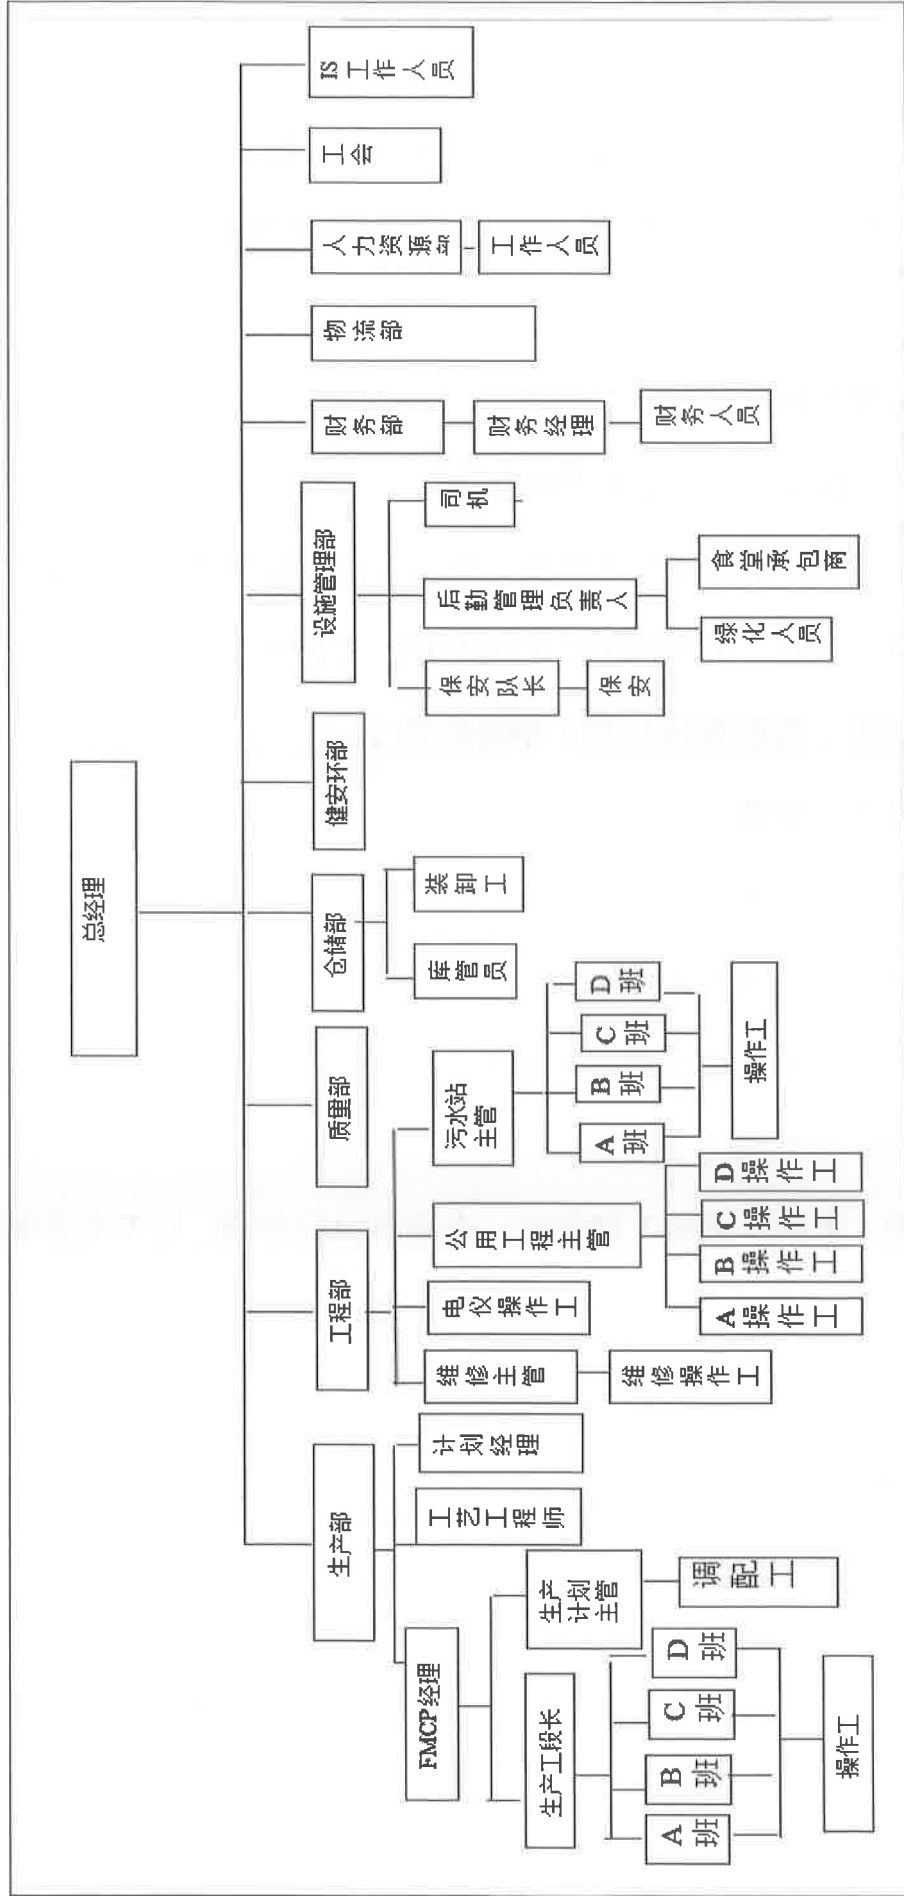 总经理
生产部
工程部
质量部
仓储部
健安环部
设施管理部
财务部
物流部
人力资源部
工会
IS工作人员
FMCP 经理
工艺工程师
计划经理
维修主管
电仪操作工
公用工程主管
污水站
主管
库管员
装卸工
保安队长
后勤管理负责人
司机
财务经理
工作人员
生产工段长
生产
计划
主管
维修操作工
A班
B班
C班
D班
保安
财务人员
A班
B班
C班
D班
调配工
A操作工
B操作工
C操作工
D操作工
操作工
绿化人员
食堂承包商
操作工